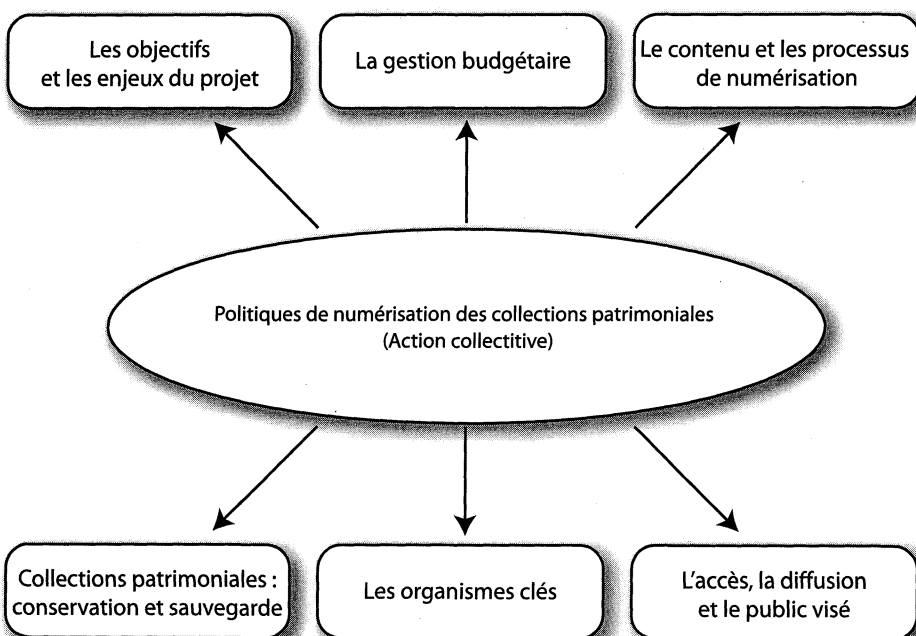 Les objectifs
et les enjeux du projet
La gestion budgétaire
Le contenu et les processus
de numérisation
Politiques de numérisation des collections patrimoniales
(Action collectitive)
Collections patrimoniales :
conservation et sauvegarde
Les organismes clés
L'accès, la diffusion
et le public visé